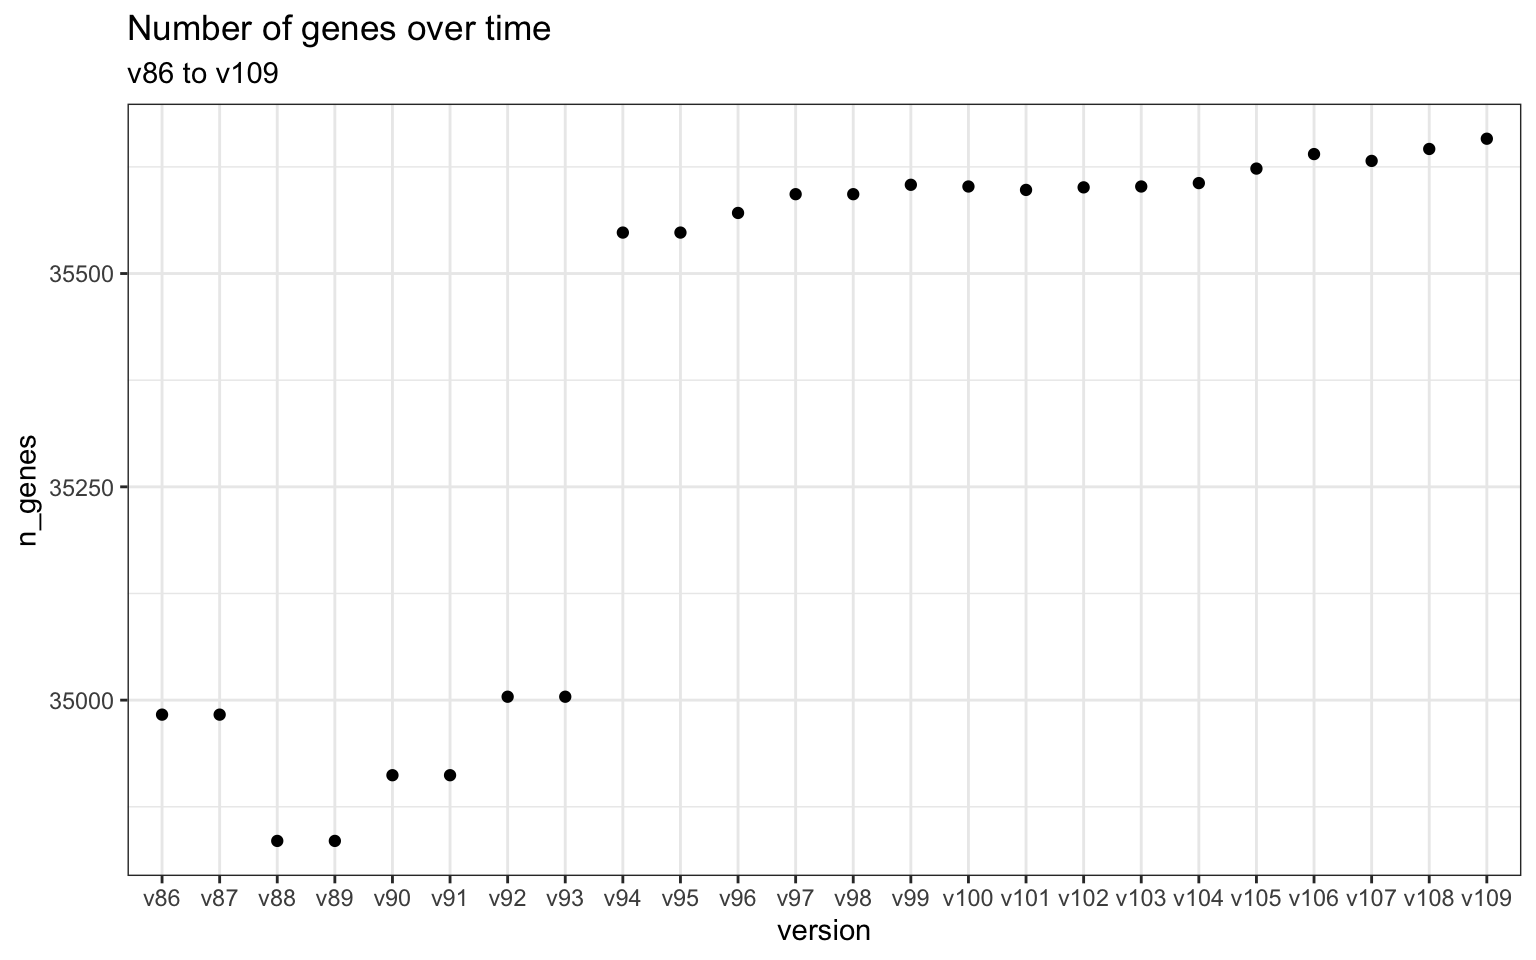 Number of genes over time
v86 to v109
n_genes
35500
35250
35000
v86 v87 v88 v89 v90 v91 v92 v93 v94 v95 v96 v97 v98 v99 v100 v101 v102 v103 v104 v105 v106 v107 v108 v109
version